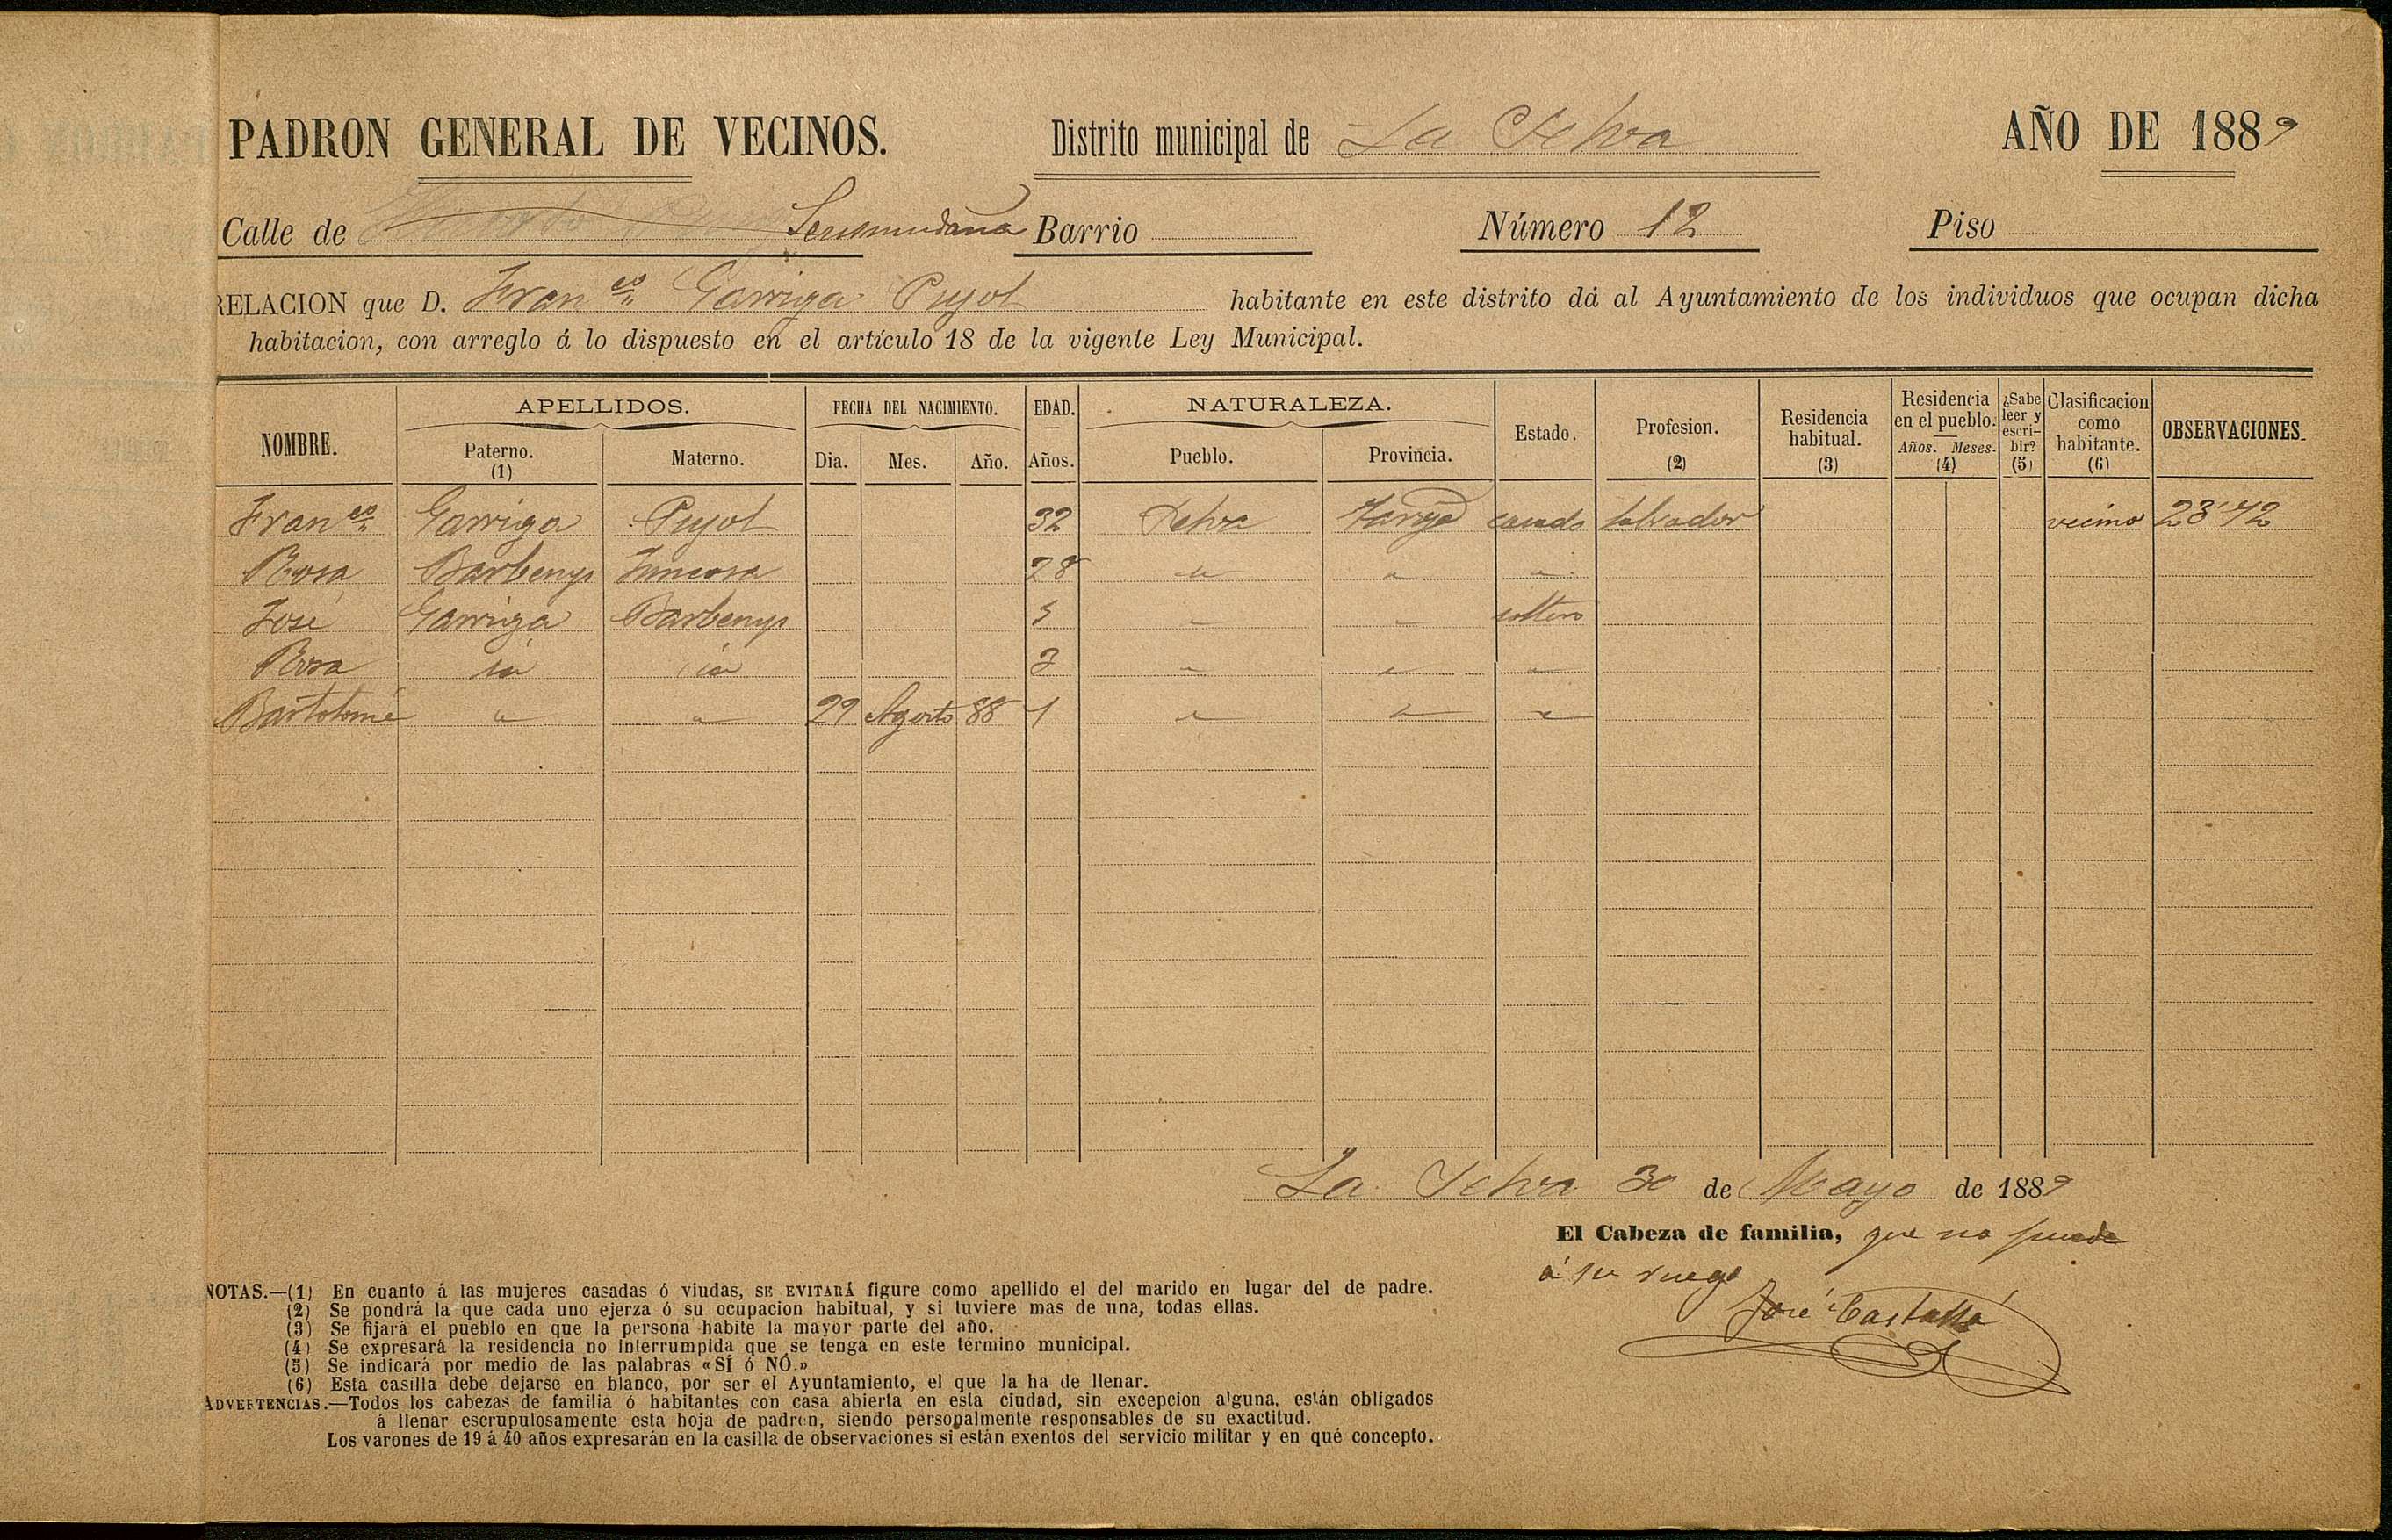 PADRON GENERAL DE VECINOS. Distrito municipal de La Selva AÑO DE 1889
Calle de Barrio Número 12 Piso
RELACION que D. Fran.co Garriga Pujol habitante en este distrito dá al Ayuntamiento de los individuos que ocupan dicha
habitacion, con arreglo á lo dispuesto en el artículo 18 de la vigente Ley Municipal.
NOMBRE. APELLIDOS. Paterno. (1) Materno. FECHA DEL NACIMIENTO. Dia. Mes. Año. EDAD. Años. NATURALEZA. Pueblo. Provincia. Estado. Profesion. (2) Residencia habitual. (3) Residencia en el pueblo. Años. Meses. (4) ¿Sabe leer y escribir? (5) Clasificacion como habitante. (6) OBSERVACIONES.
Fran.co Garriga Pujol 32 Selva casado labrador vecino 23'72
Rosa Barbenys Juncosa 28 " " "
José Garriga Barbenys 5 " " soltero
Rosa id id 3 " " "
Bartolomé " " 29 Agosto 88 1 " " "
La Selva 30 de Mayo de 1889
El Cabeza de familia, que no puede
á su ruego
José Castellá
NOTAS.—(1) En cuanto á las mujeres casadas ó viudas, SE EVITARÁ figure como apellido el del marido en lugar del de padre.
(2) Se pondrá la que cada uno ejerza ó su ocupacion habitual, y si tuviere mas de una, todas ellas.
(3) Se fijará el pueblo en que la persona habite la mayor parte del año.
(4) Se expresará la residencia no interrumpida que se tenga en este término municipal.
(5) Se indicará por medio de las palabras «SÍ ó NÓ.»
(6) Esta casilla debe dejarse en blanco, por ser el Ayuntamiento, el que la ha de llenar.
ADVERTENCIAS.—Todos los cabezas de familia ó habitantes con casa abierta en esta ciudad, sin excepcion alguna, están obligados
á llenar escrupulosamente esta hoja de padron, siendo personalmente responsables de su exactitud.
Los varones de 19 á 40 años expresarán en la casilla de observaciones si están exentos del servicio militar y en qué concepto.